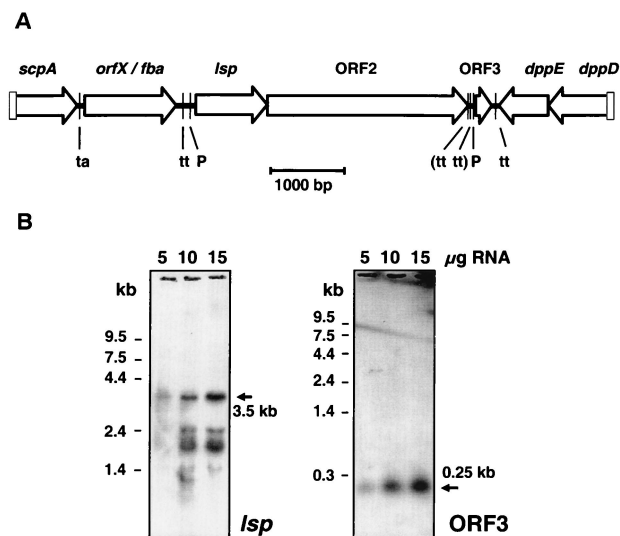 A
scpA orfX / fba lsp ORF2 ORF3 dppE dppD
ta tt P (tt tt) P tt
1000 bp
B
5 10 15 5 10 15 µg RNA
kb kb
9.5
7.5
4.4
2.4
1.4
3.5 kb
lsp
9.5
7.5
4.4
2.4
1.4
0.3
0.25 kb
ORF3